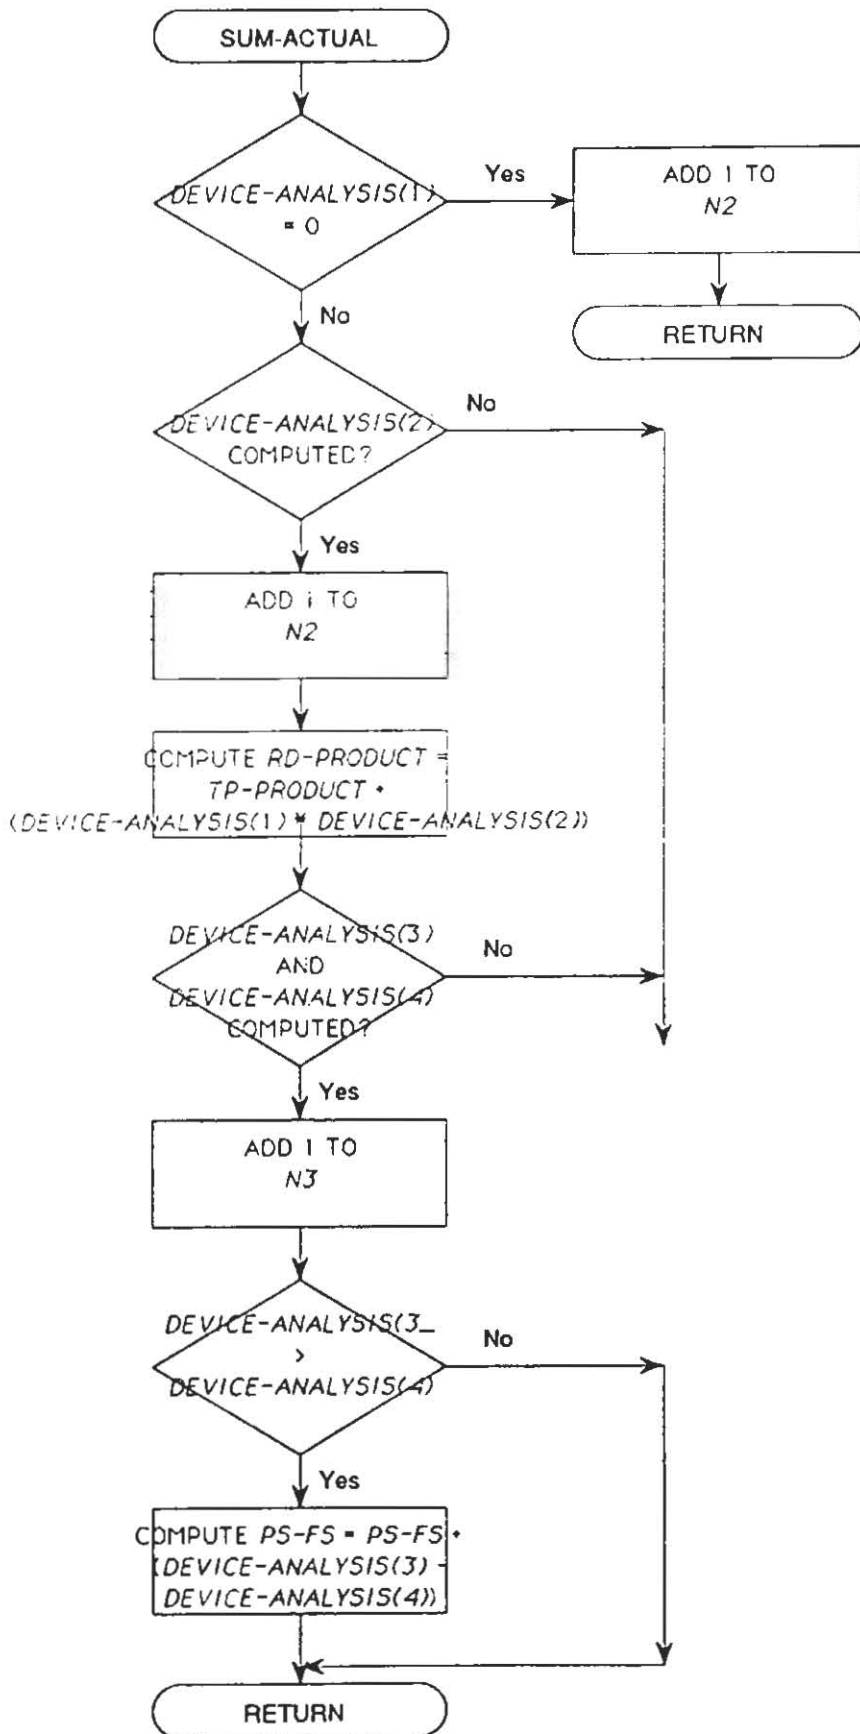 SUM-ACTUAL
DEVICE-ANALYSIS(1)
= 0
Yes
ADD 1 TO
N2
RETURN
No
DEVICE-ANALYSIS(2)
COMPUTED?
No
Yes
ADD 1 TO
N2
COMPUTE RD-PRODUCT =
TP-PRODUCT +
(DEVICE-ANALYSIS(1) * DEVICE-ANALYSIS(2))
DEVICE-ANALYSIS(3)
AND
DEVICE-ANALYSIS(4)
COMPUTED?
No
Yes
ADD 1 TO
N3
DEVICE-ANALYSIS(3_
>
DEVICE-ANALYSIS(4)
No
Yes
COMPUTE PS-FS = PS-FS +
(DEVICE-ANALYSIS(3) -
DEVICE-ANALYSIS(4))
RETURN